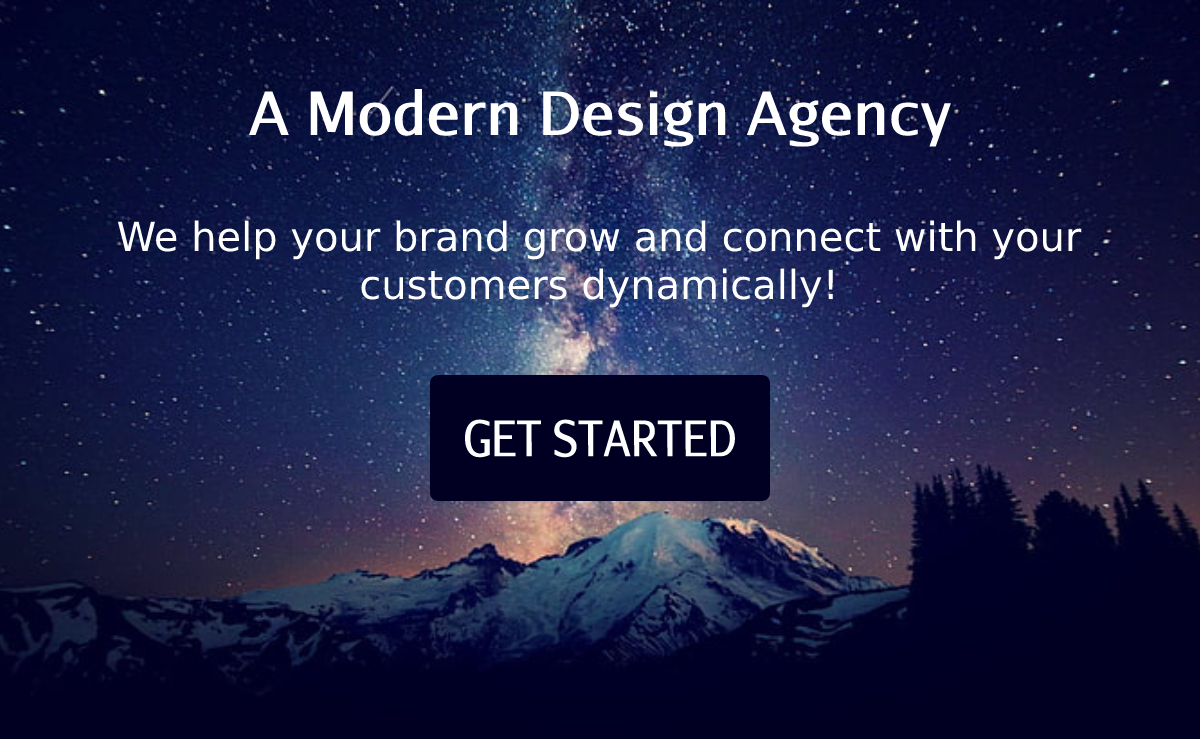 A Modern Design Agency
We help your brand grow and connect with your
customers dynamically!
GET STARTED